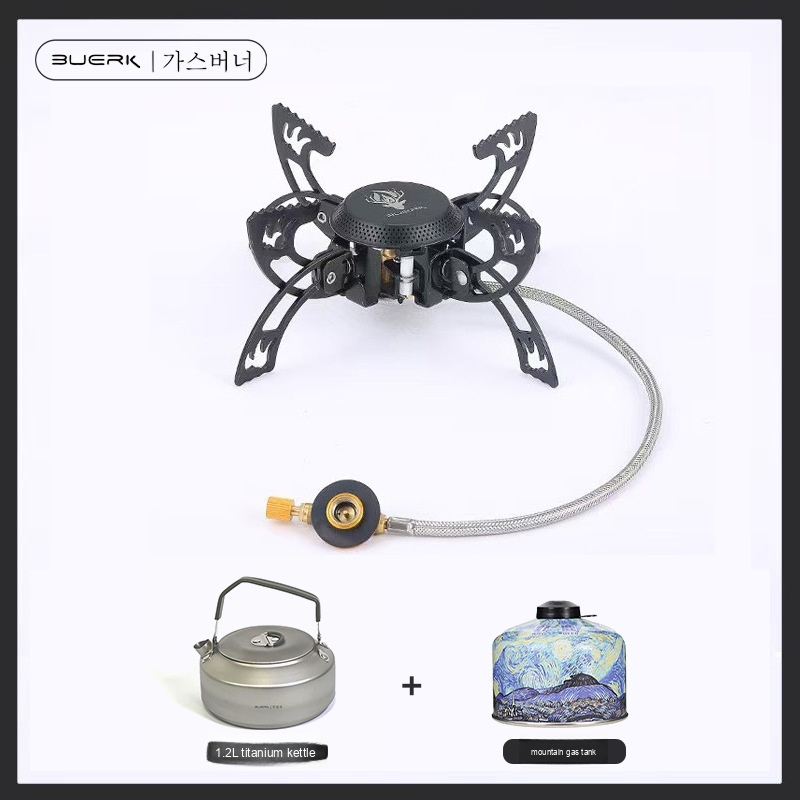 BUERK | 가스버너
1.2L titanium kettle
mountain gas tank